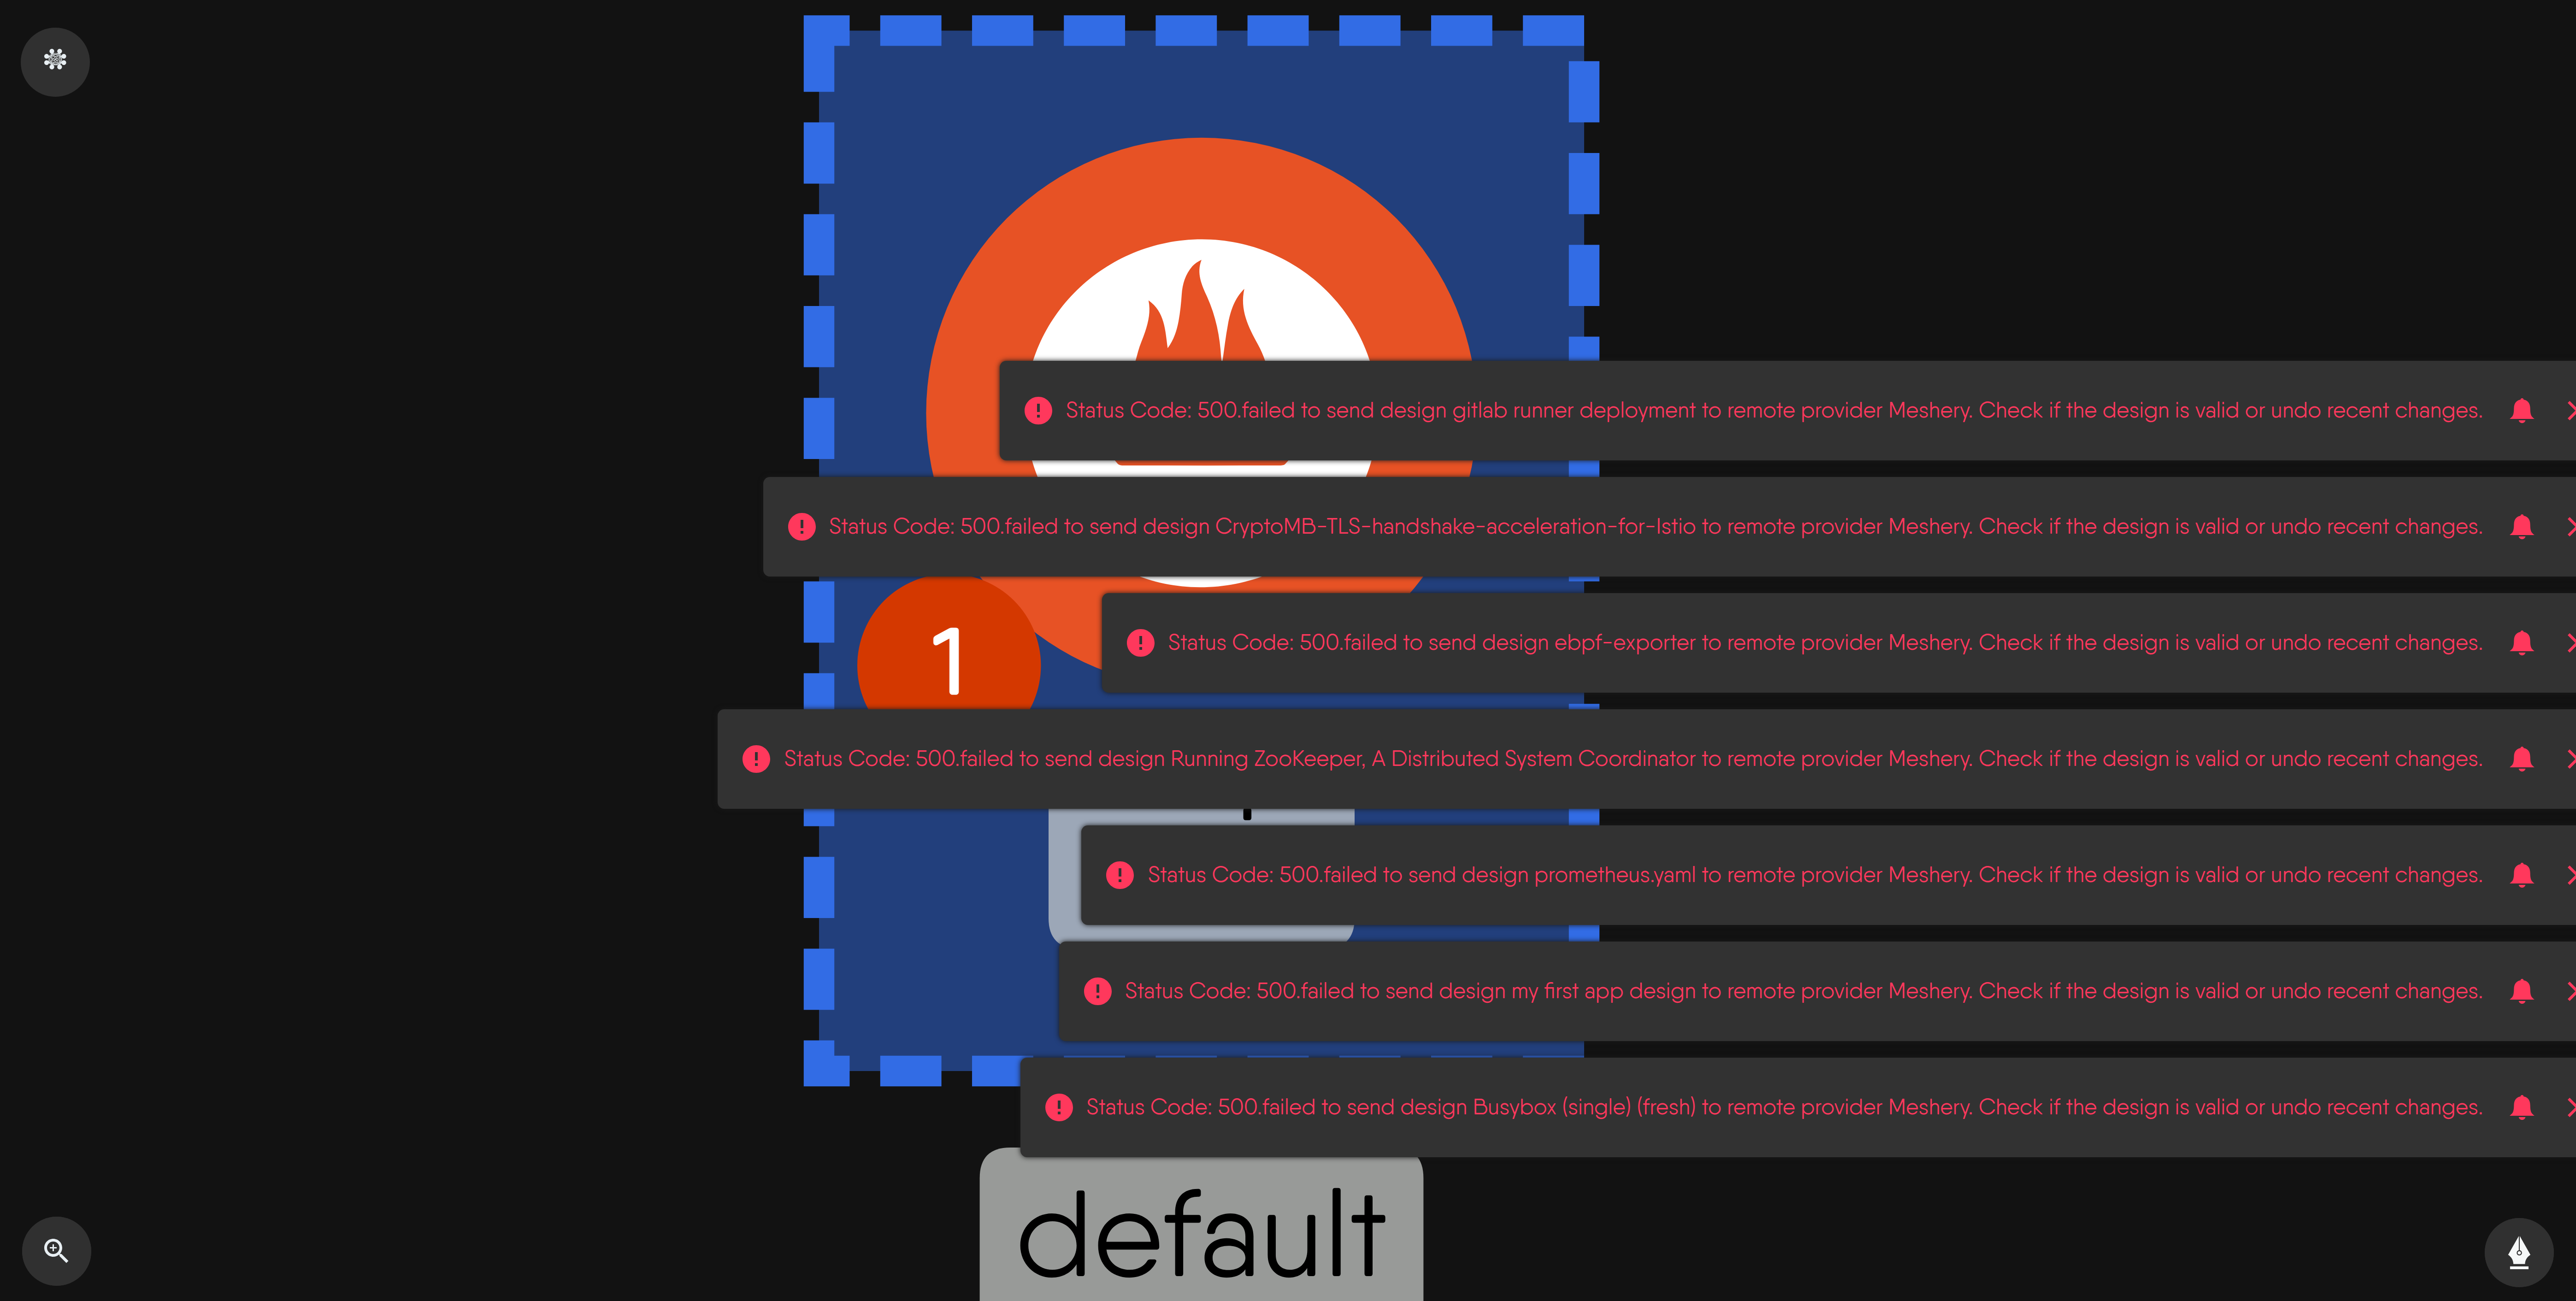 Status Code: 500.failed to send design gitlab runner deployment to remote provider Meshery. Check if the design is valid or undo recent changes.
Status Code: 500.failed to send design CryptoMB-TLS-handshake-acceleration-for-Istio to remote provider Meshery. Check if the design is valid or undo recent changes.
Status Code: 500.failed to send design ebpf-exporter to remote provider Meshery. Check if the design is valid or undo recent changes.
1
Status Code: 500.failed to send design Running ZooKeeper, A Distributed System Coordinator to remote provider Meshery. Check if the design is valid or undo recent changes.
Status Code: 500.failed to send design prometheus.yaml to remote provider Meshery. Check if the design is valid or undo recent changes.
Status Code: 500.failed to send design my first app design to remote provider Meshery. Check if the design is valid or undo recent changes.
Status Code: 500.failed to send design Busybox (single) (fresh) to remote provider Meshery. Check if the design is valid or undo recent changes.
default